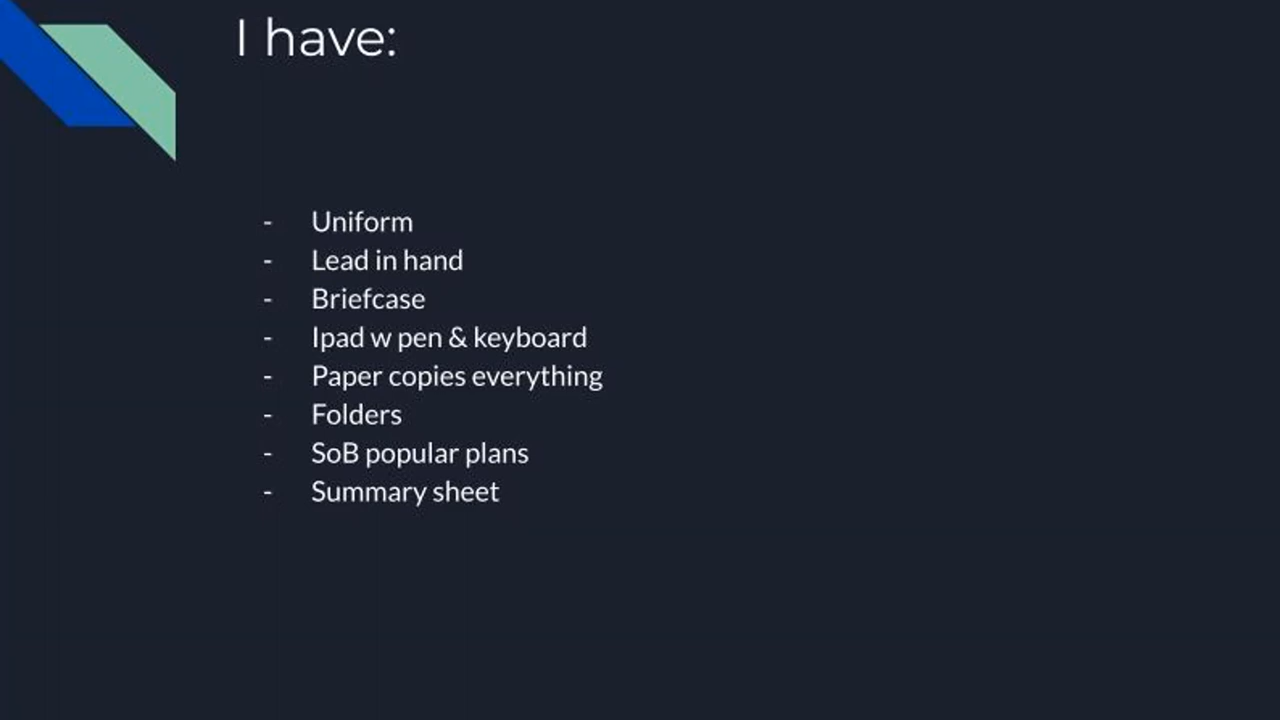 I have:
- Uniform
- Lead in hand
- Briefcase
- Ipad w pen & keyboard
- Paper copies everything
- Folders
- SoB popular plans
- Summary sheet